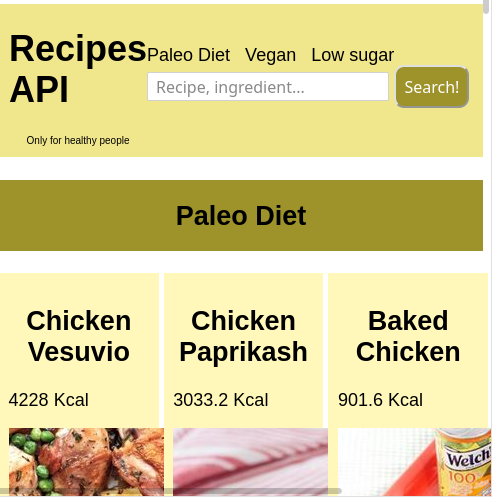 Recipes API
Paleo Diet Vegan Low sugar
Recipe, ingredient...
Search!
Only for healthy people
Paleo Diet
Chicken Vesuvio
4228 Kcal
Chicken Paprikash
3033.2 Kcal
Baked Chicken
901.6 Kcal
Welch
100